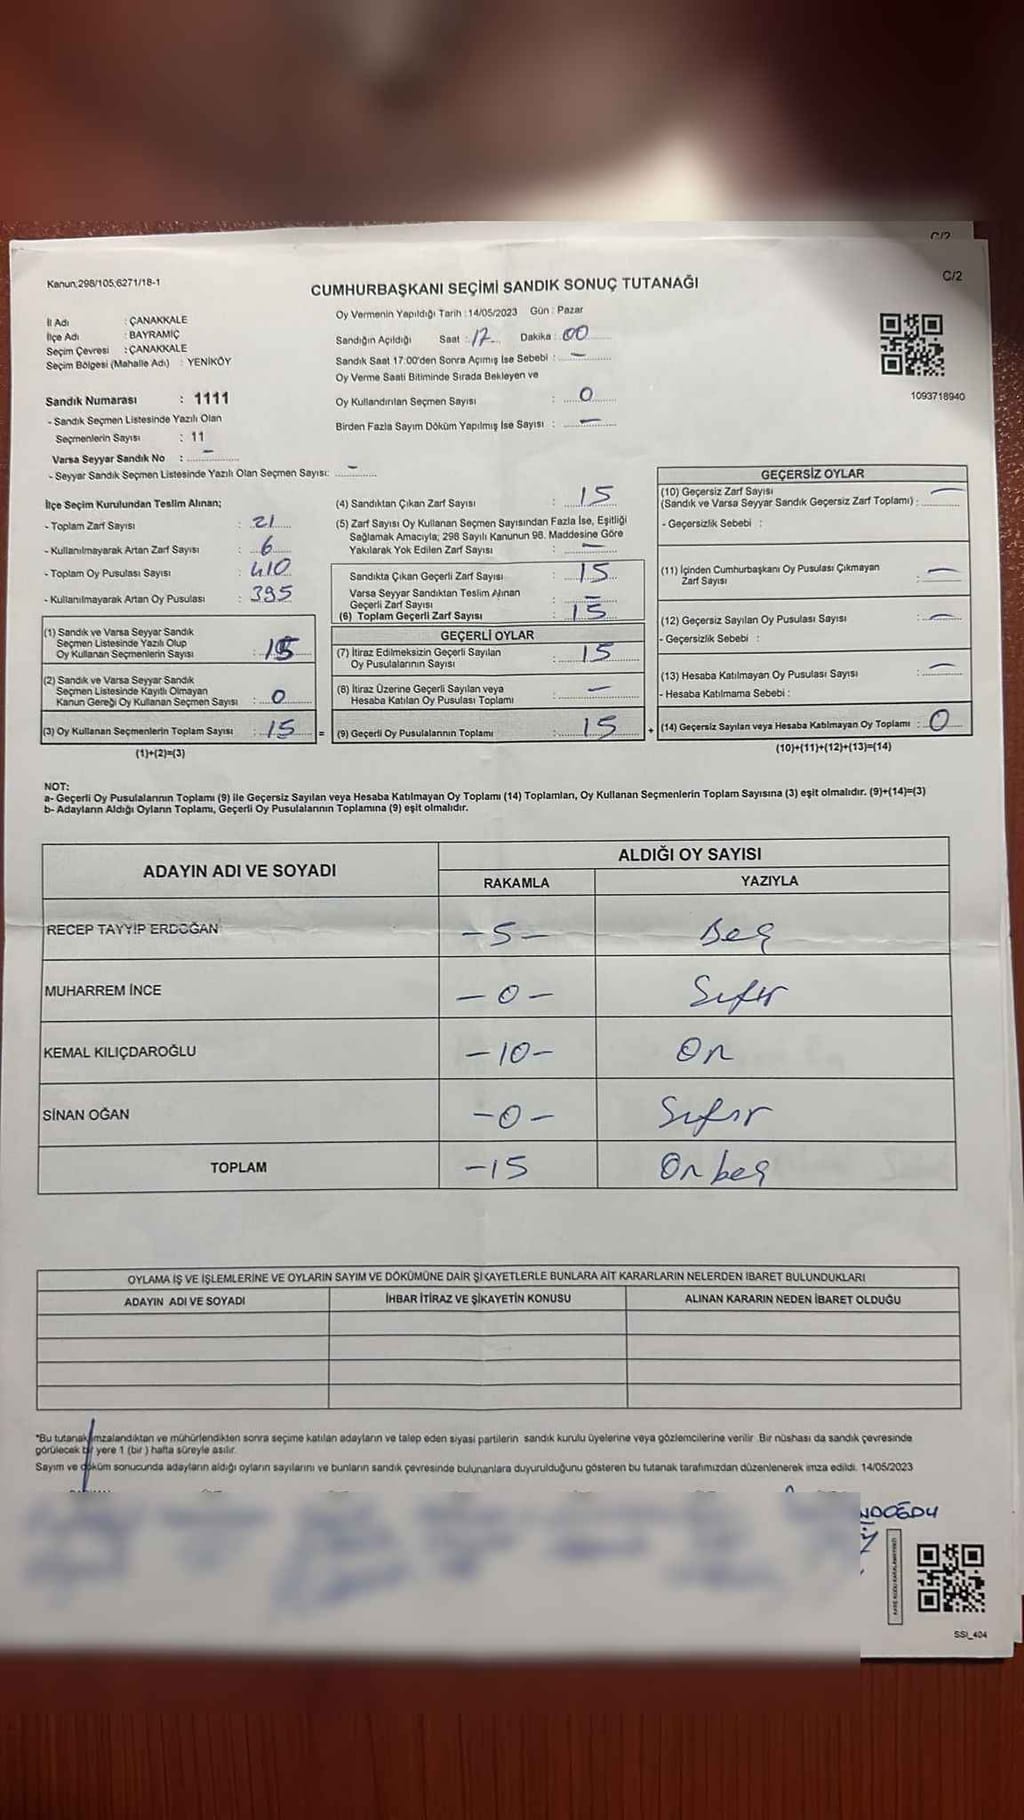 C/2
C/2
Kanun,298/105,6271/18-1
CUMHURBAŞKANI SEÇİMİ SANDIK SONUÇ TUTANAĞI
İl Adı : ÇANAKKALE
İlçe Adı : BAYRAMİÇ
Seçim Çevresi : ÇANAKKALE
Seçim Bölgesi (Mahalle Adı) : YENİKÖY
Sandık Numarası : 1111
- Sandık Seçmen Listesinde Yazılı Olan
Seçmenlerin Sayısı : 11
Varsa Seyyar Sandık No : –
- Seyyar Sandık Seçmen Listesinde Yazılı Olan Seçmen Sayısı: –
Oy Vermenin Yapıldığı Tarih : 14/05/2023 Gün : Pazar
Sandığın Açıldığı Saat : 17 Dakika : 00
Sandık Saat 17:00'den Sonra Açımış İse Sebebi : –
Oy Verme Saati Bitiminde Sırada Bekleyen ve
Oy Kullandırılan Seçmen Sayısı : 0
Birden Fazla Sayım Döküm Yapılmış İse Sayısı : –
1093718940
İlçe Seçim Kurulundan Teslim Alınan;
- Toplam Zarf Sayısı : 21
- Kullanılmayarak Artan Zarf Sayısı : 6
- Toplam Oy Pusulası Sayısı : 410
- Kullanılmayarak Artan Oy Pusulası : 395
(1) Sandık ve Varsa Seyyar Sandık
Seçmen Listesinde Yazılı Olup
Oy Kullanan Seçmenlerin Sayısı : 15
(2) Sandık ve Varsa Seyyar Sandık
Seçmen Listesinde Kayıtlı Olmayan
Kanun Gereği Oy Kullanan Seçmen Sayısı : 0
(3) Oy Kullanan Seçmenlerin Toplam Sayısı : 15 =
(1)+(2)=(3)
(4) Sandıktan Çıkan Zarf Sayısı : 15
(5) Zarf Sayısı Oy Kullanan Seçmen Sayısından Fazla İse, Eşitliği
Sağlamak Amacıyla; 298 Sayılı Kanunun 98. Maddesine Göre
Yakılarak Yok Edilen Zarf Sayısı : –
Sandıkta Çıkan Geçerli Zarf Sayısı : 15
Varsa Seyyar Sandıktan Teslim Alınan
Geçerli Zarf Sayısı : –
(6) Toplam Geçerli Zarf Sayısı : 15
GEÇERLİ OYLAR
(7) İtiraz Edilmeksizin Geçerli Sayılan
Oy Pusulalarının Sayısı : 15
(8) İtiraz Üzerine Geçerli Sayılan veya
Hesaba Katılan Oy Pusulası Toplamı : –
(9) Geçerli Oy Pusulalarının Toplamı : 15 +
GEÇERSİZ OYLAR
(10) Geçersiz Zarf Sayısı
(Sandık ve Varsa Seyyar Sandık Geçersiz Zarf Toplamı) : –
- Geçersizlik Sebebi :
(11) İçinden Cumhurbaşkanı Oy Pusulası Çıkmayan
Zarf Sayısı : –
(12) Geçersiz Sayılan Oy Pusulası Sayısı : –
- Geçersizlik Sebebi :
(13) Hesaba Katılmayan Oy Pusulası Sayısı : –
- Hesaba Katılmama Sebebi :
(14) Geçersiz Sayılan veya Hesaba Katılmayan Oy Toplamı : 0
(10)+(11)+(12)+(13)=(14)
NOT:
a- Geçerli Oy Pusulalarının Toplamı (9) ile Geçersiz Sayılan veya Hesaba Katılmayan Oy Toplamı (14) Toplamları, Oy Kullanan Seçmenlerin Toplam Sayısına (3) eşit olmalıdır. (9)+(14)=(3)
b- Adayların Aldığı Oyların Toplamı, Geçerli Oy Pusulalarının Toplamına (9) eşit olmalıdır.
ADAYIN ADI VE SOYADI ALDIĞI OY SAYISI
RAKAMLA YAZIYLA
RECEP TAYYİP ERDOĞAN –5– Beş
MUHARREM İNCE –0– Sıfır
KEMAL KILIÇDAROĞLU –10– On
SİNAN OĞAN –0– Sıfır
TOPLAM –15 On beş
OYLAMA İŞ VE İŞLEMLERİNE VE OYLARIN SAYIM VE DÖKÜMÜNE DAİR ŞİKAYETLERLE BUNLARA AİT KARARLARIN NELERDEN İBARET BULUNDUKLARI
ADAYIN ADI VE SOYADI İHBAR İTİRAZ VE ŞİKAYETİN KONUSU ALINAN KARARIN NEDEN İBARET OLDUĞU
*Bu tutanak imzalandıktan ve mühürlendikten sonra seçime katılan adayların ve talep eden siyasi partilerin sandık kurulu üyelerine veya gözlemcilerine verilir. Bir nüshası da sandık çevresinde
görülecek bir yere 1 (bir ) hafta süreyle asılır.
Sayım ve döküm sonucunda adayların aldığı oyların sayılarını ve bunların sandık çevresinde bulunanlara duyurulduğunu gösteren bu tutanak tarafımızdan düzenlenerek imza edildi. 14/05/2023
NDOĞDU
SSİ_404